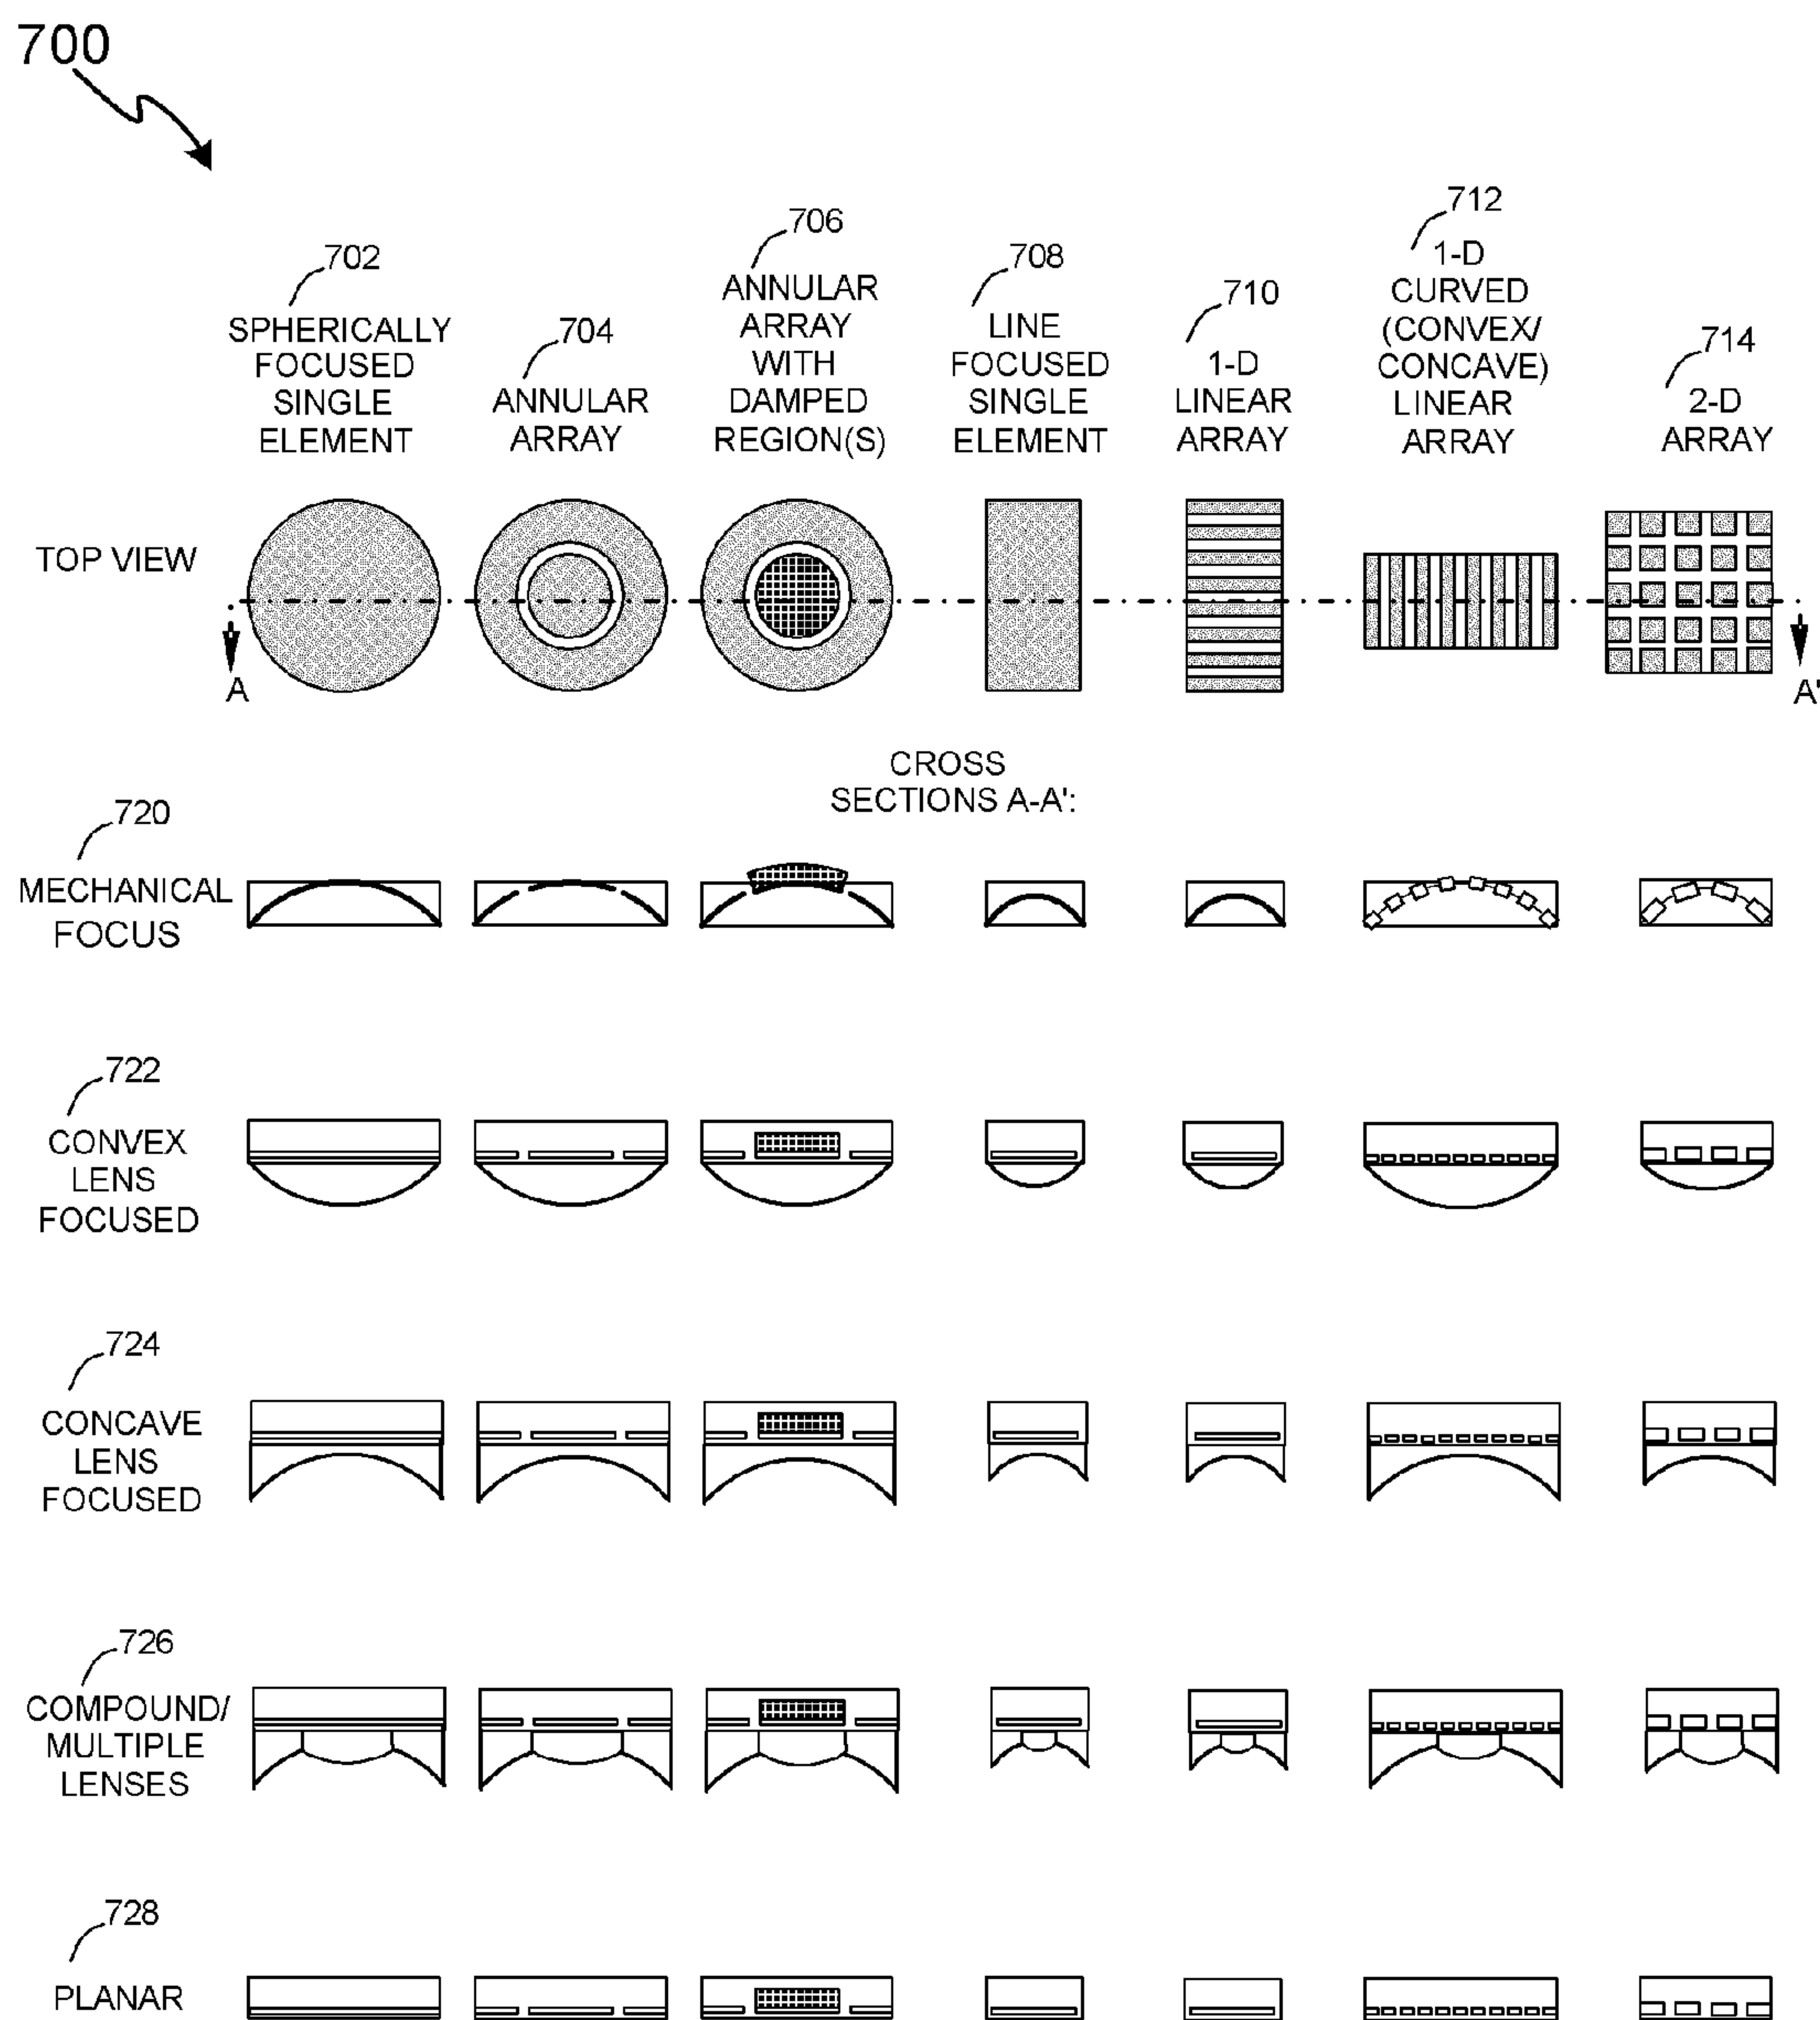 700
702
SPHERICALLY
FOCUSED
SINGLE
ELEMENT
704
ANNULAR
ARRAY
706
ANNULAR
ARRAY
WITH
DAMPED
REGION(S)
708
LINE
FOCUSED
SINGLE
ELEMENT
710
1-D
LINEAR
ARRAY
712
1-D
CURVED
(CONVEX/
CONCAVE)
LINEAR
ARRAY
714
2-D
ARRAY
TOP VIEW
A
A'
CROSS
SECTIONS A-A':
720
MECHANICAL
FOCUS
722
CONVEX
LENS
FOCUSED
724
CONCAVE
LENS
FOCUSED
726
COMPOUND/
MULTIPLE
LENSES
728
PLANAR